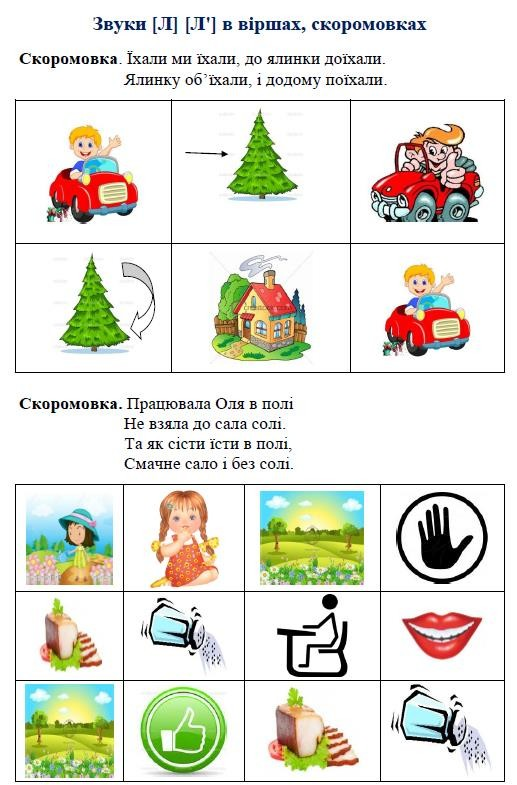 Звуки [Л] [Л'] в віршах, скоромовках
Скоромовка. Їхали ми їхали, до ялинки доїхали.
Ялинку об’їхали, і додому поїхали.
Скоромовка. Працювала Оля в полі
Не взяла до сала солі.
Та як сісти їсти в полі,
Смачне сало і без солі.